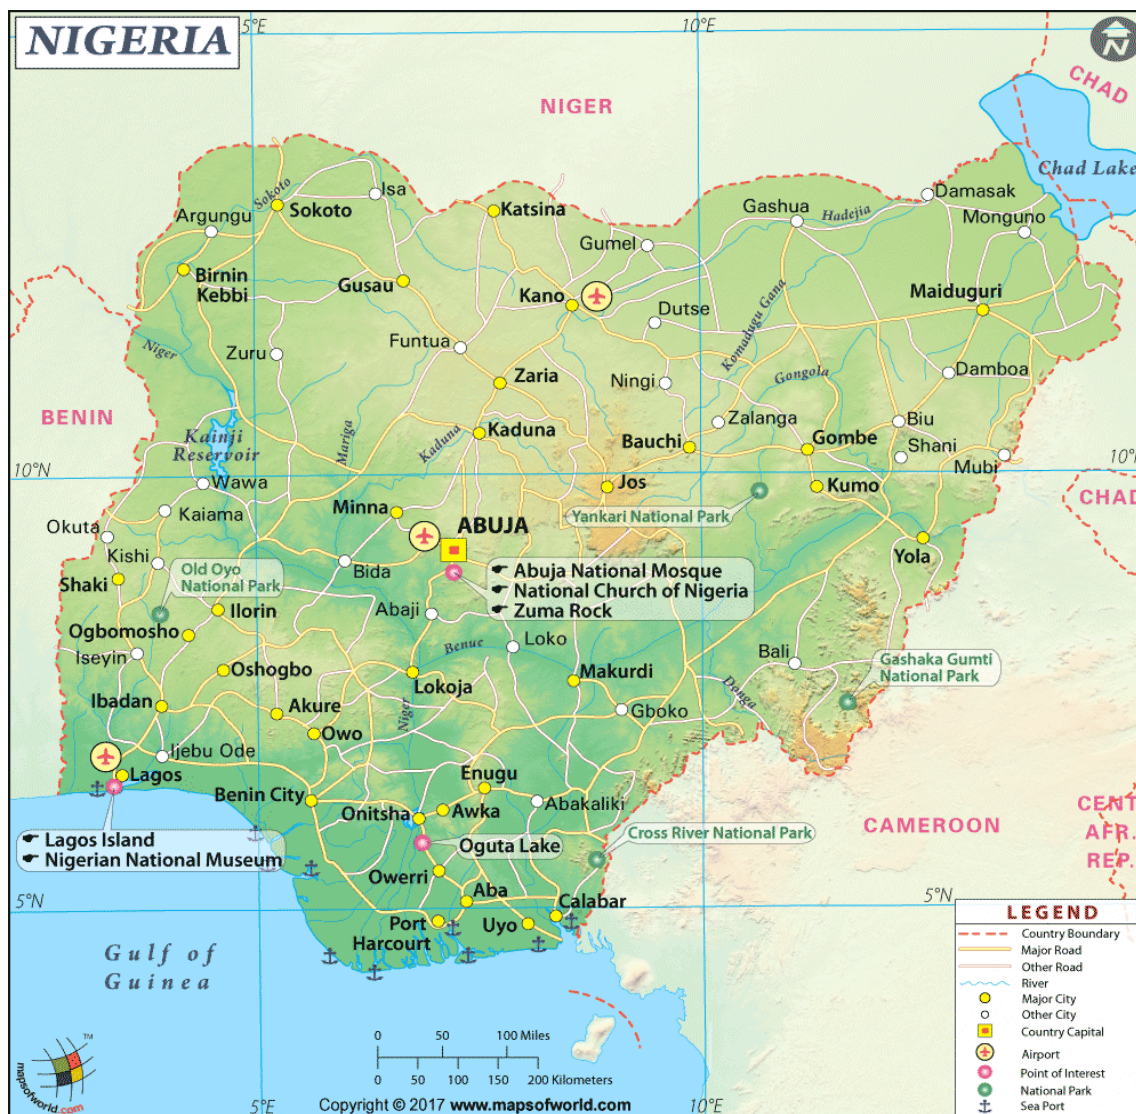 NIGERIA
5°E
10°E
N
NIGER
CHAD
Chad Lake
Isa
Sokoto
Sokoto
Katsina
Damasak
Gashua
Hadejia
Monguno
Argungu
Gumel
Birnin
Kebbi
Gusau
Kano
Maiduguri
Dutse
Komadugu Gana
Niger
Zuru
Funtua
Zaria
Ningi
Gongola
Damboa
BENIN
Kainji
Reservoir
Mariga
Kaduna
Kaduna
Zalanga
Biu
Bauchi
Gombe
Shani
Mubi
10°N
10°N
Wawa
Jos
Kumo
CHAD
Kaiama
Minna
Yankari National Park
Okuta
ABUJA
Kishi
Yola
Bida
Old Oyo
National Park
Shaki
Abuja National Mosque
National Church of Nigeria
Zuma Rock
Ilorin
Abaji
Ogbomosho
Loko
Benue
Iseyin
Oshogbo
Bali
Gashaka Gumti
National Park
Lokoja
Makurdi
Donga
Ibadan
Akure
Niger
Gboko
Owo
Ijebu Ode
Lagos
Enugu
Benin City
Abakaliki
Onitsha
Awka
CENT.
AFR.
REP.
CAMEROON
Cross River National Park
Lagos Island
Nigerian National Museum
Oguta Lake
Owerri
Aba
Calabar
5°N
5°N
Port
Harcourt
Uyo
Gulf of
Guinea
LEGEND
Country Boundary
Major Road
Other Road
River
Major City
Other City
Country Capital
Airport
Point of Interest
National Park
Sea Port
0 50 100 Miles
0 50 100 150 200 Kilometers
TM
mapsofworld.com
5°E
10°E
Copyright © 2017 www.mapsofworld.com